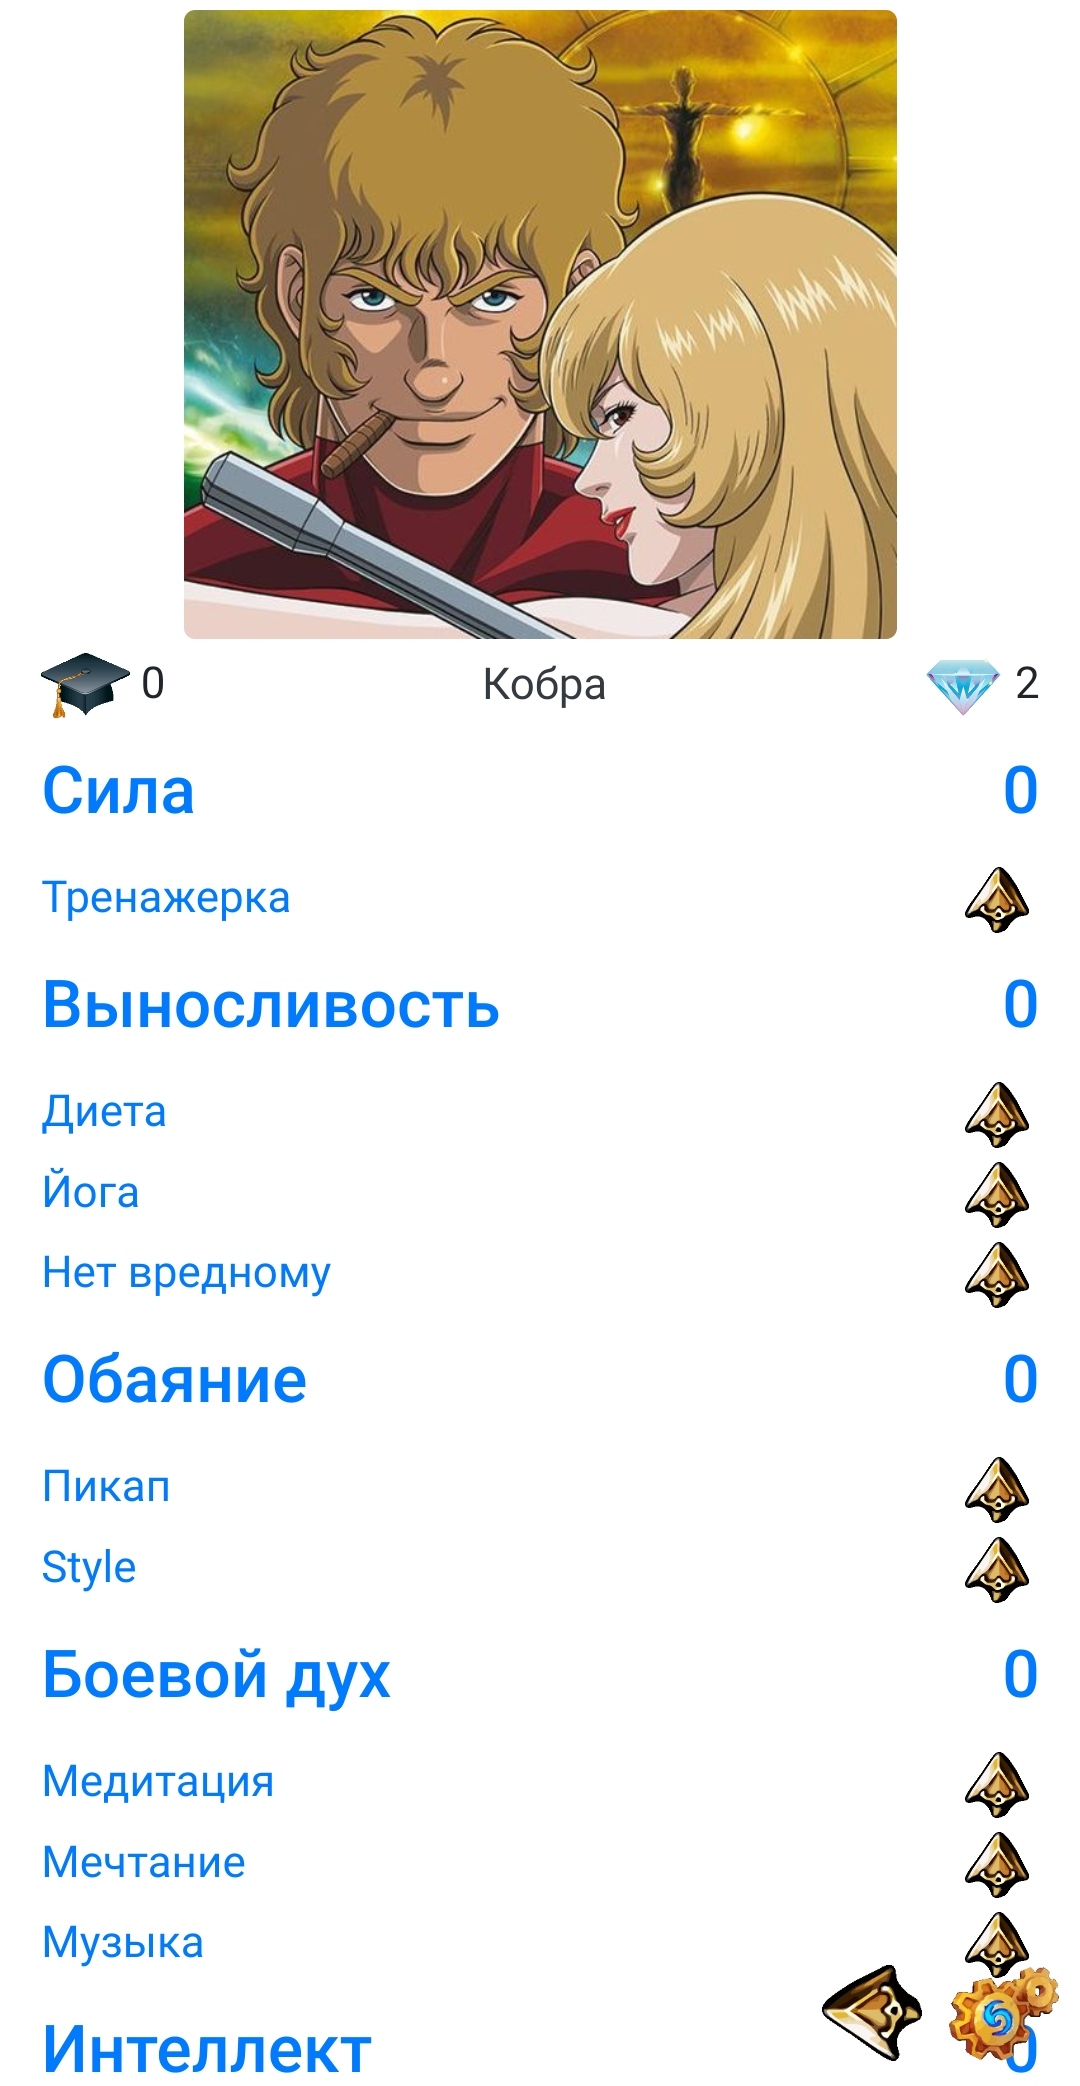 0 Кобра 2
Сила 0
Тренажерка
Выносливость 0
Диета
Йога
Нет вредному
Обаяние 0
Пикап
Style
Боевой дух 0
Медитация
Мечтание
Музыка
Интеллект 0